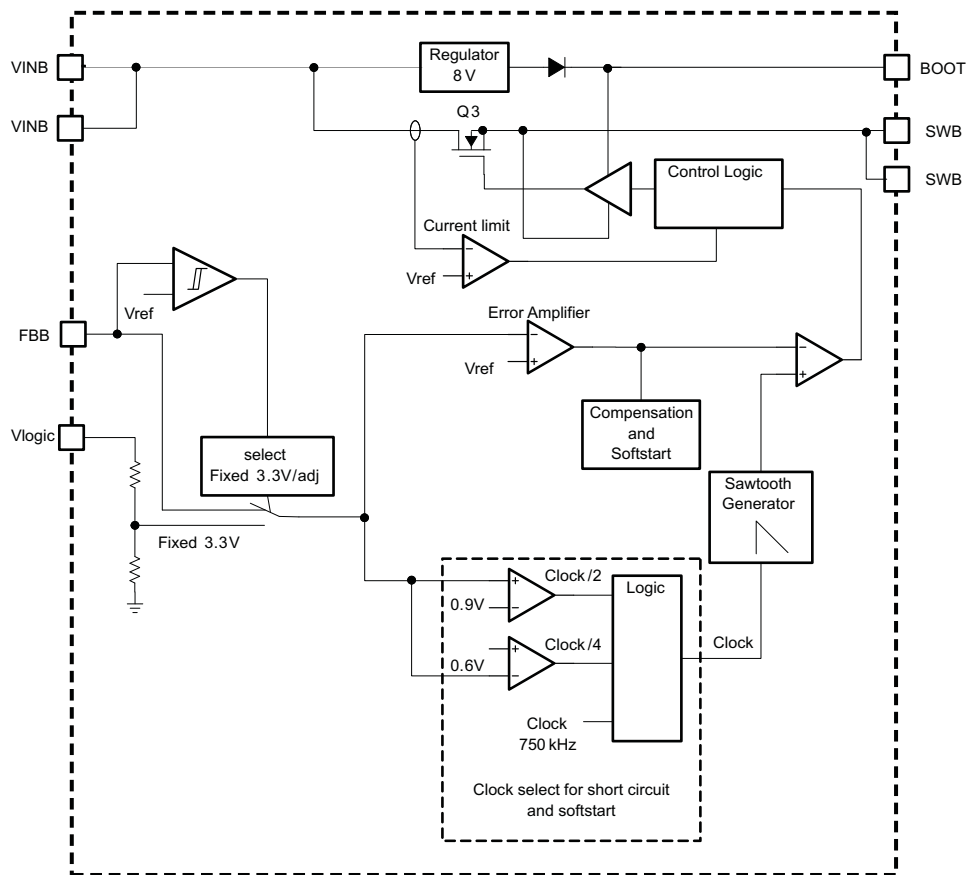 VINB
Regulator
8 V
BOOT
Q3
VINB
SWB
SWB
Control Logic
Current limit
−
Vref
+
Vref
FBB
Error Amplifier
−
Vref
+
−
+
Compensation
and
Softstart
Vlogic
select
Fixed 3.3V/adj
Sawtooth
Generator
Fixed 3.3V
+
Clock/2
Logic
0.9V
−
+
Clock/4
0.6V
−
Clock
Clock
750 kHz
Clock select for short circuit
and softstart